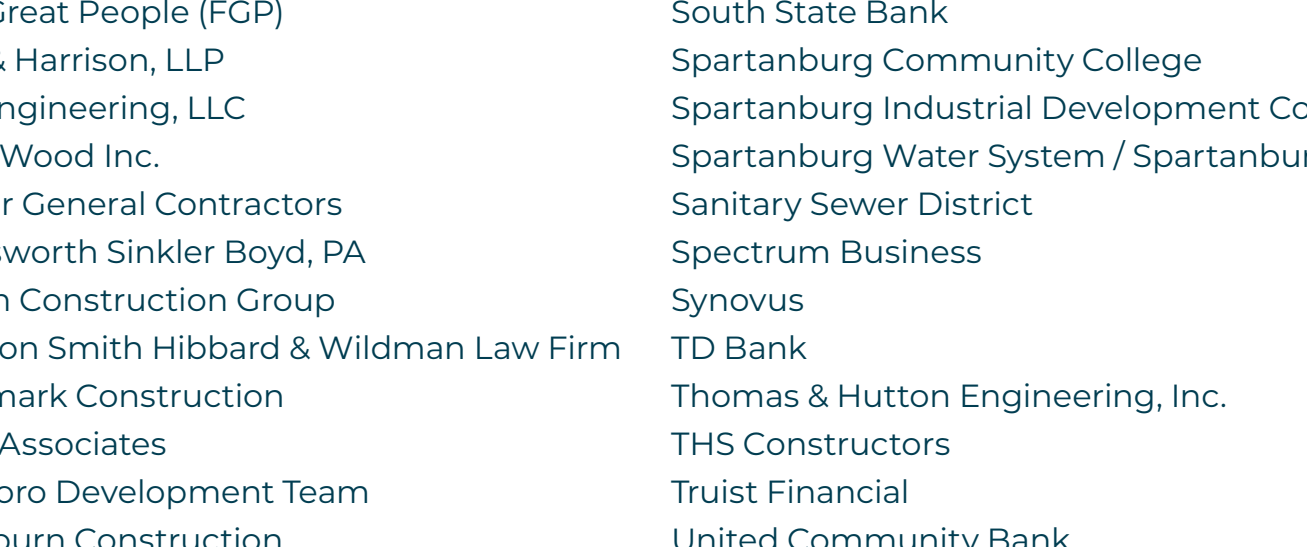 Great People (FGP)
& Harrison, LLP
ngineering, LLC
Wood Inc.
r General Contractors
sworth Sinkler Boyd, PA
n Construction Group
on Smith Hibbard & Wildman Law Firm
mark Construction
Associates
oro Development Team
burn Construction
South State Bank
Spartanburg Community College
Spartanburg Industrial Development Co
Spartanburg Water System / Spartanbur
Sanitary Sewer District
Spectrum Business
Synovus
TD Bank
Thomas & Hutton Engineering, Inc.
THS Constructors
Truist Financial
United Community Bank